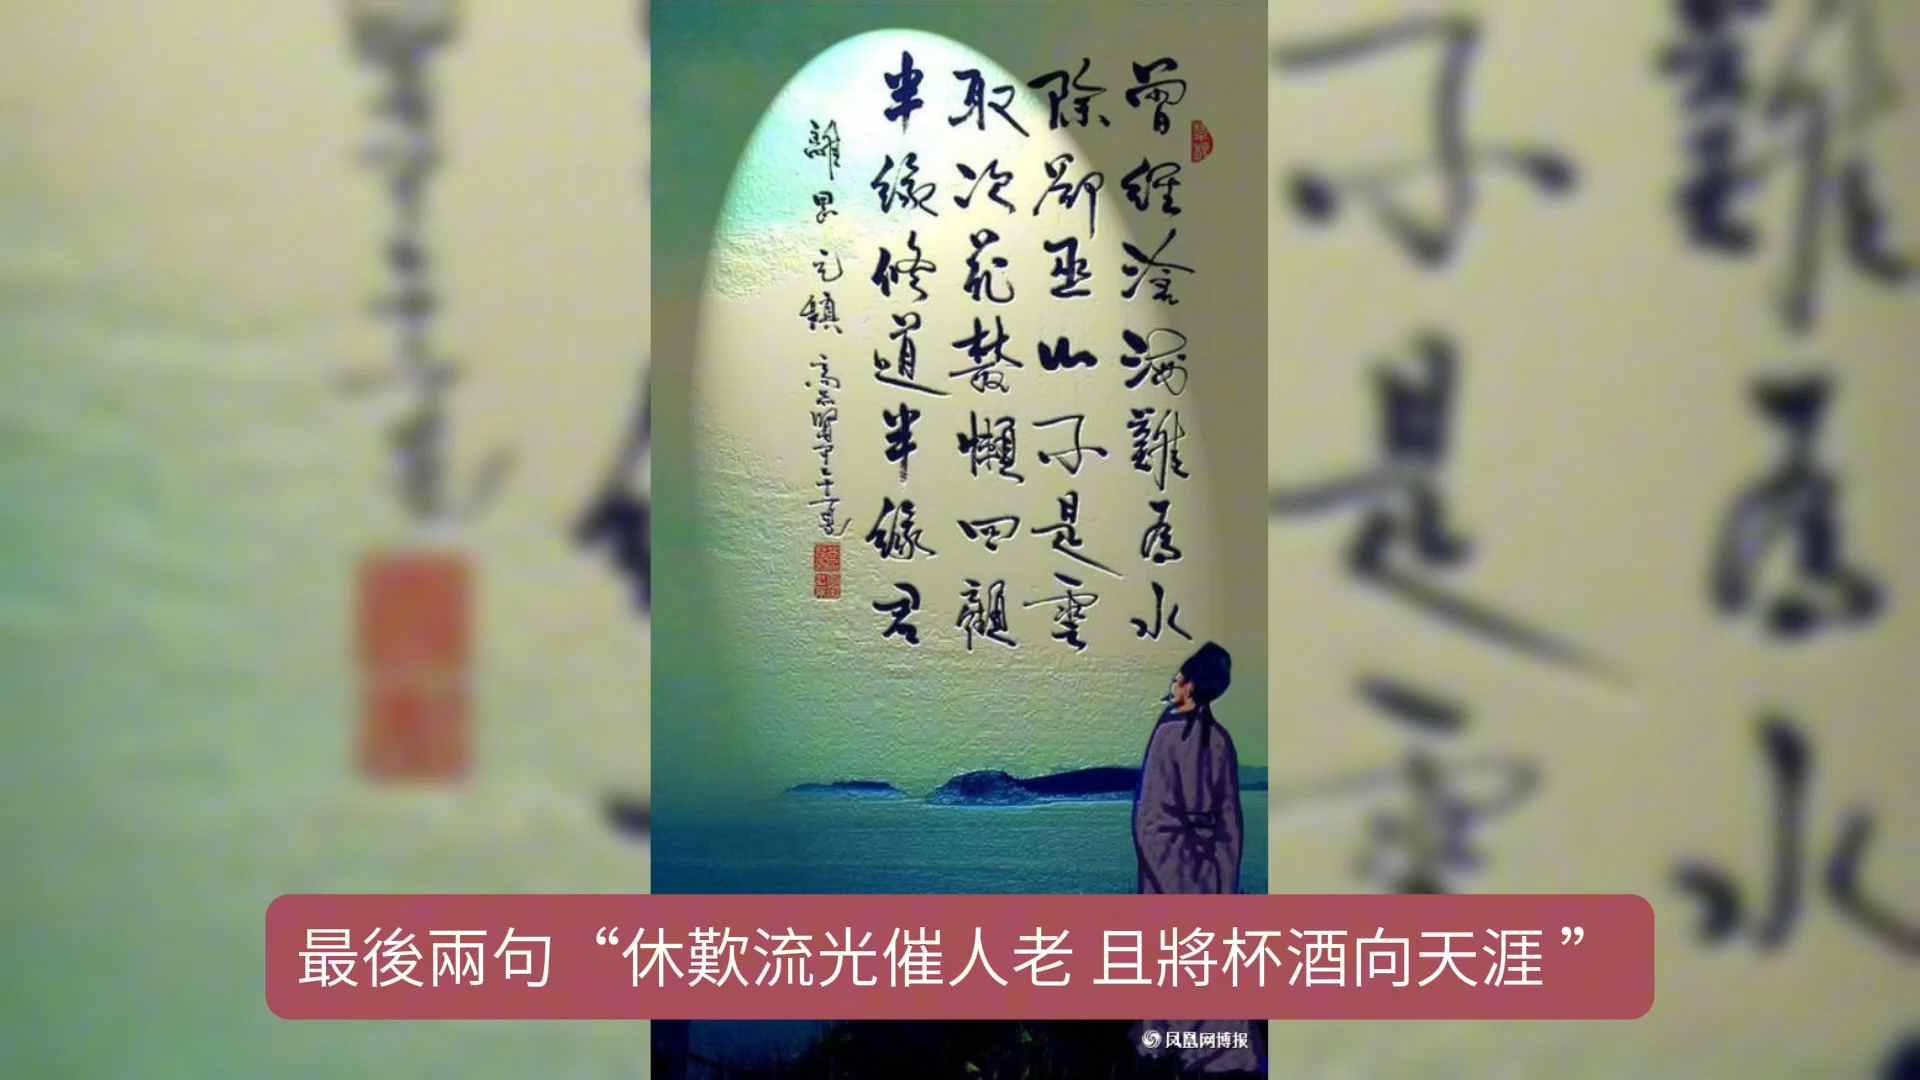 曾經滄海難為水
除卻巫山不是雲
取次花叢懶回顧
半緣修道半緣君
離思 元稹
最後兩句“休歎流光催人老 且將杯酒向天涯”
凤凰网博报